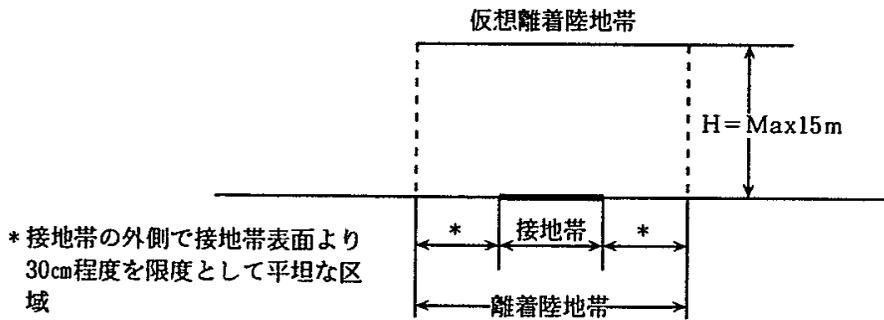 仮想離着陸地帯
H=Max15m
* 接地帯 *
*接地帯の外側で接地帯表面より
30㎝程度を限度として平坦な区
域
離着陸地帯